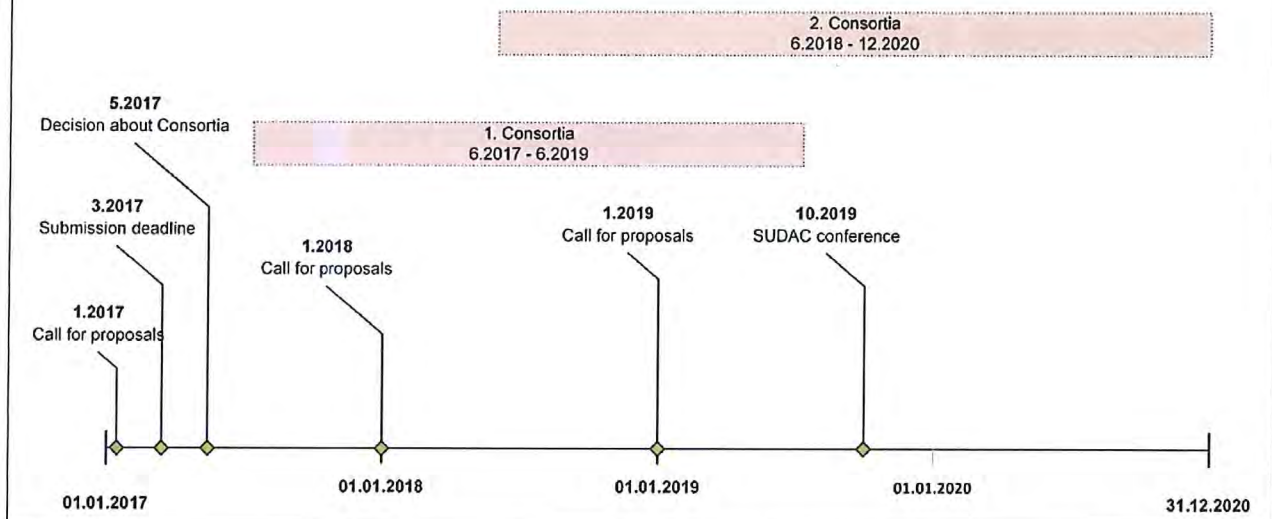 2. Consortia
6.2018 - 12.2020
5.2017
Decision about Consortia
1. Consortia
6.2017 - 6.2019
3.2017
Submission deadline
1.2019
Call for proposals
10.2019
SUDAC conference
1.2018
Call for proposals
1.2017
Call for proposals
01.01.2017
01.01.2018
01.01.2019
01.01.2020
31.12.2020